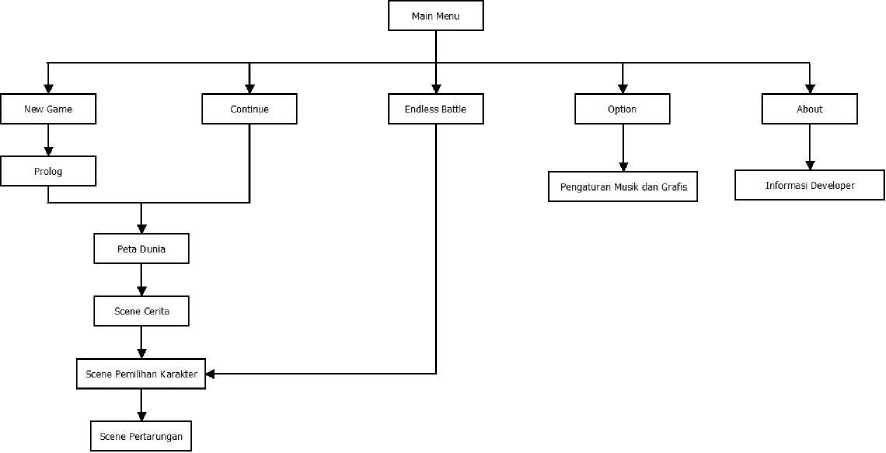 Main Menu
New Game
Continue
Endless Battle
Option
About
Prolog
Pengaturan Musik dan Grafis
Informasi Developer
Peta Dunia
Scene Cerita
Scene Pemilihan Karakter
Scene Pertarungan